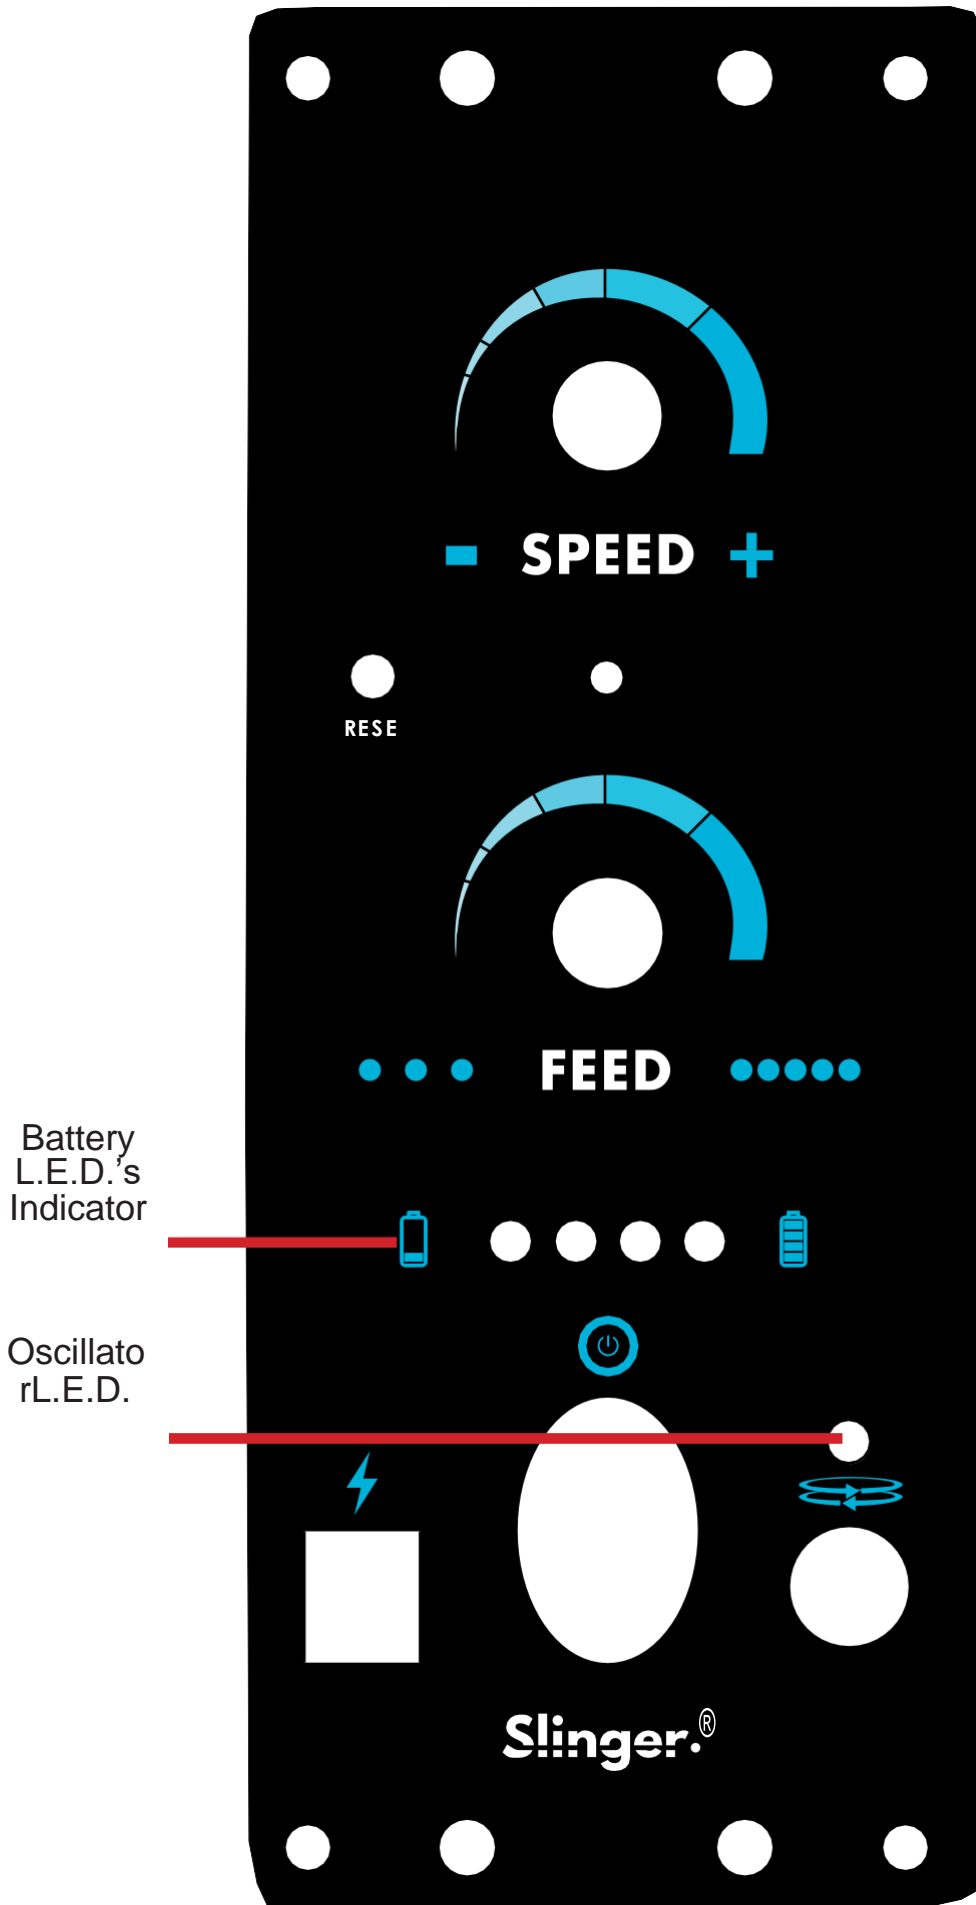 - SPEED +
RESE
FEED
Battery
L.E.D.’s
Indicator
Oscillato
rL.E.D.
Slinger.®